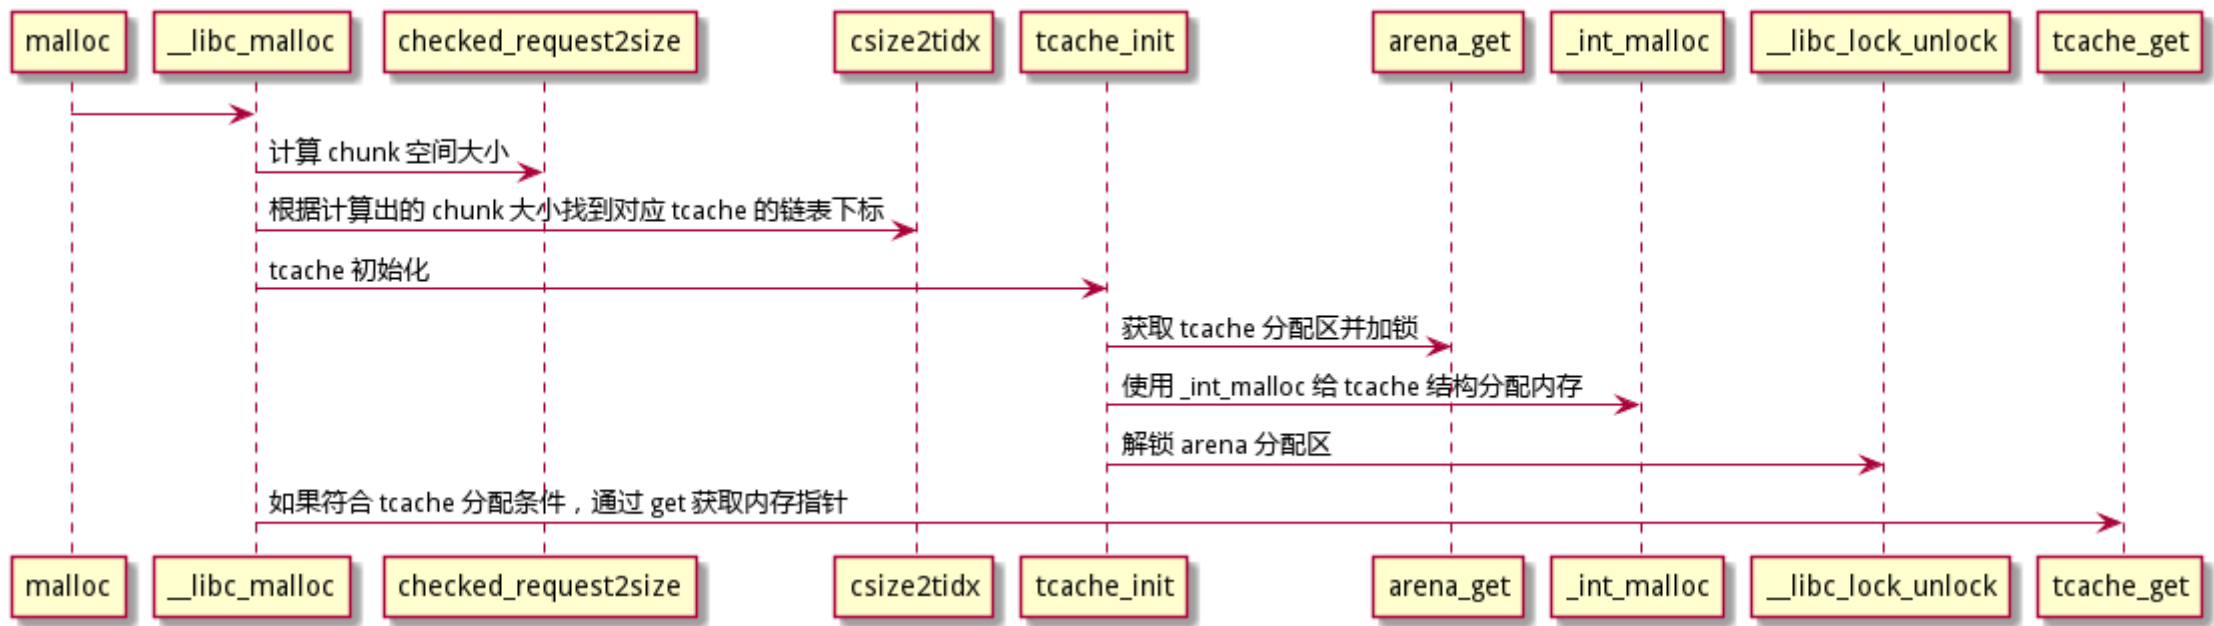 malloc
__libc_malloc
checked_request2size
csize2tidx
tcache_init
arena_get
_int_malloc
__libc_lock_unlock
tcache_get
计算 chunk 空间大小
根据计算出的 chunk 大小找到对应 tcache 的链表下标
tcache 初始化
获取 tcache 分配区并加锁
使用 _int_malloc 给 tcache 结构分配内存
解锁 arena 分配区
如果符合 tcache 分配条件，通过 get 获取内存指针
malloc
__libc_malloc
checked_request2size
csize2tidx
tcache_init
arena_get
_int_malloc
__libc_lock_unlock
tcache_get